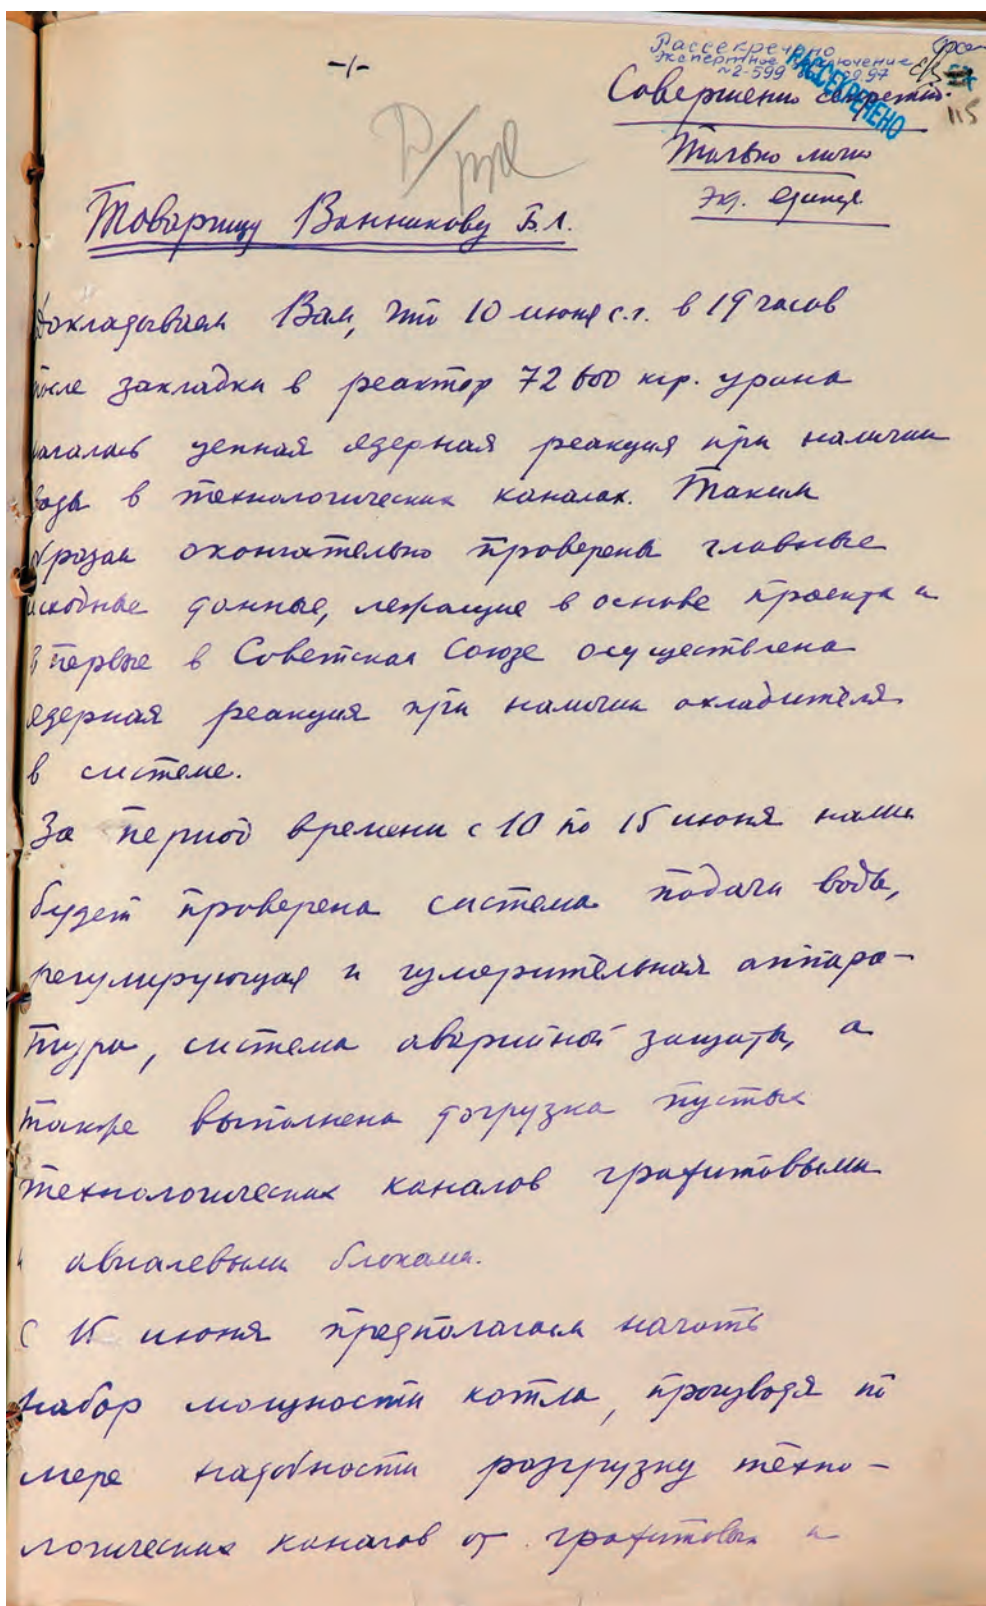 -1-
Рассекречено
экспертное заключение
№2-599
РАССЕКРЕЧЕНО
Совершенно секретно.
115
Только лично
экз. единст.
Товарищу Ванникову Б.Л.
Докладываем Вам, что 10 июня с.г. в 19 часов
после закладки в реактор 72600 кгр. урана
началась цепная ядерная реакция при наличии
воды в технологических каналах. Таким
образом окончательно проверены главные
исходные данные, лежащие в основе проекта и
впервые в Советском Союзе осуществлена
ядерная реакция при наличии охладителя
в системе.
За период времени с 10 по 15 июня нами
будет проверена система подачи воды,
регулирующая и измерительная аппара-
тура, система аварийной защиты, а
также выполнена догрузка пустых
технологических каналов графитовыми
и авиалевыми блоками.
С 15 июня предполагаем начать
набор мощности котла, производя по
мере надобности разгрузку техно-
логических каналов от графитовых и